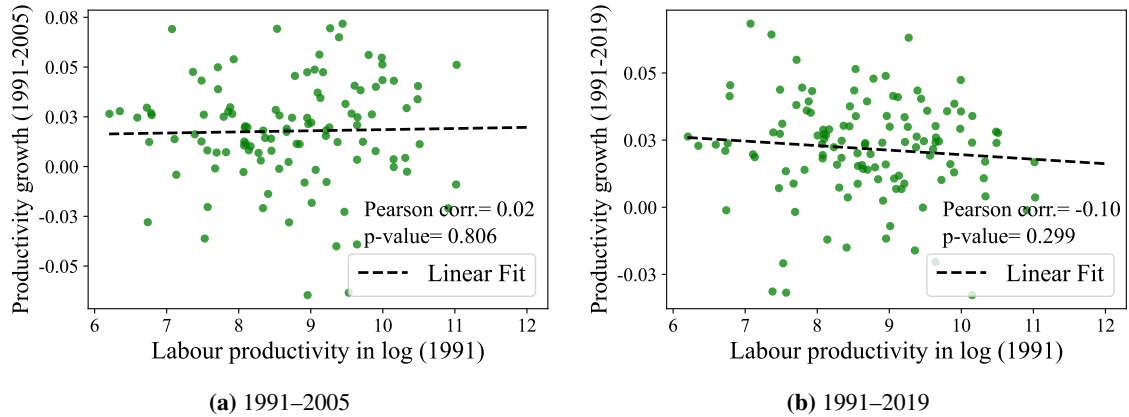 Productivity growth (1991-2005)
0.08
0.05
0.03
0.00
-0.03
-0.05
Pearson corr.= 0.02
p-value= 0.806
Linear Fit
6 7 8 9 10 11 12
Labour productivity in log (1991)
(a) 1991–2005
Productivity growth (1991-2019)
0.05
0.03
0.00
-0.03
Pearson corr.= -0.10
p-value= 0.299
Linear Fit
6 7 8 9 10 11 12
Labour productivity in log (1991)
(b) 1991–2019